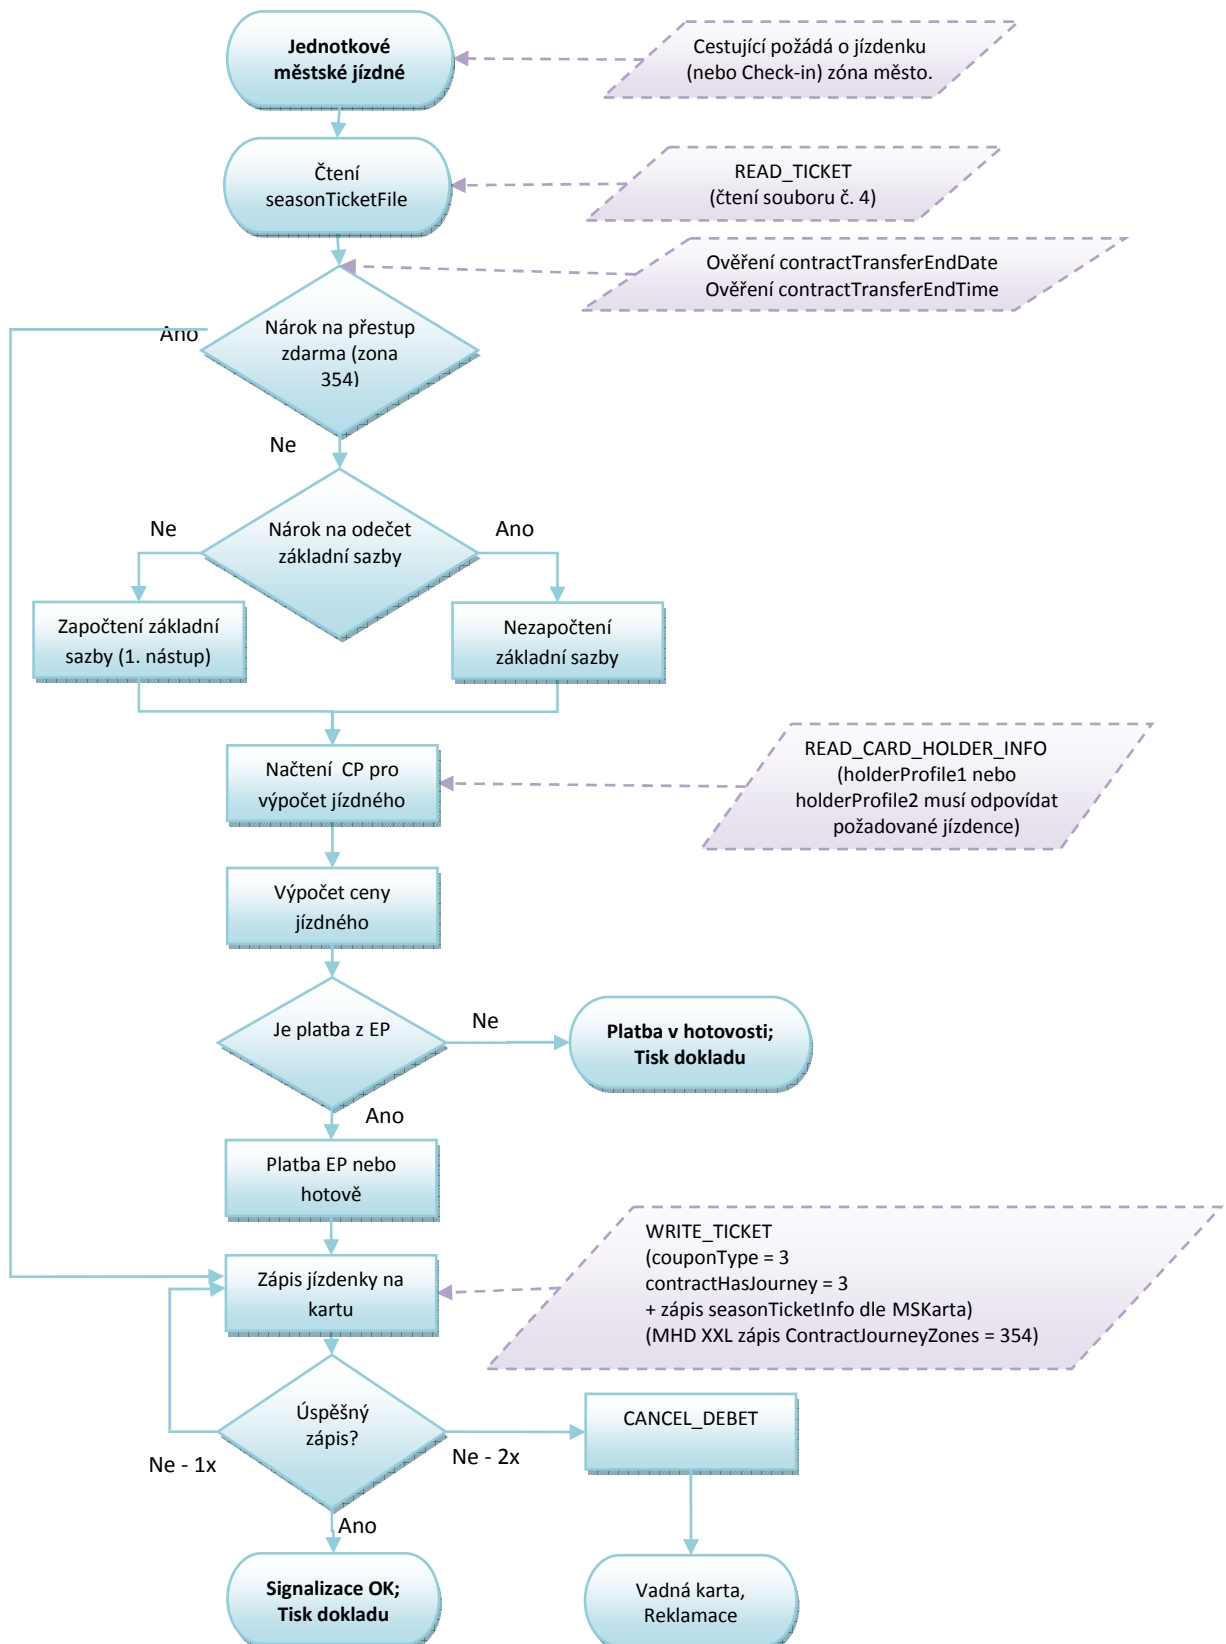 Jednotkové
městské jízdné
Cestující požádá o jízdenku
(nebo Check-in) zóna město.
Čtení
seasonTicketFile
READ_TICKET
(čtení souboru č. 4)
Ověření contractTransferEndDate
Ověření contractTransferEndTime
Ano
Nárok na přestup
zdarma (zona
354)
Ne
Ne
Nárok na odečet
základní sazby
Ano
Započtení základní
sazby (1. nástup)
Nezapočtení
základní sazby
Načtení  CP pro
výpočet jízdného
READ_CARD_HOLDER_INFO
(holderProfile1 nebo
holderProfile2 musí odpovídat
požadované jízdence)
Výpočet ceny
jízdného
Je platba z EP
Ne
Platba v hotovosti;
Tisk dokladu
Ano
Platba EP nebo
hotově
Zápis jízdenky na
kartu
WRITE_TICKET
(couponType = 3
contractHasJourney = 3
+ zápis seasonTicketInfo dle MSKarta)
(MHD XXL zápis ContractJourneyZones = 354)
Úspěšný
zápis?
Ne - 1x
Ne - 2x
CANCEL_DEBET
Ano
Signalizace OK;
Tisk dokladu
Vadná karta,
Reklamace